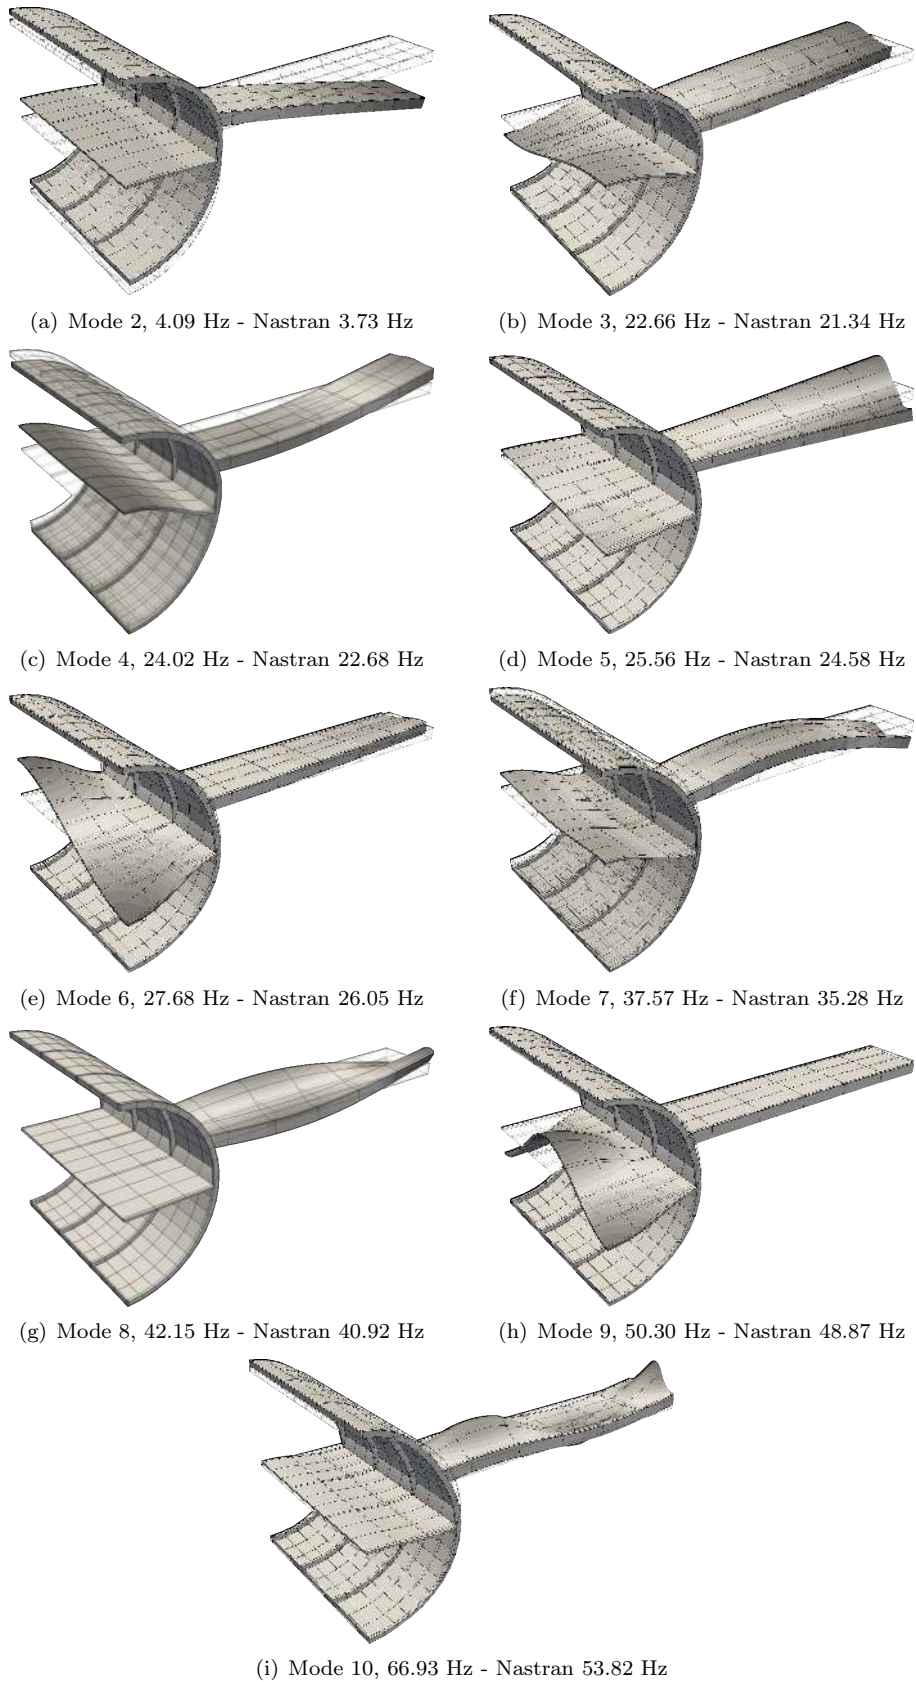 (a) Mode 2, 4.09 Hz - Nastran 3.73 Hz
(b) Mode 3, 22.66 Hz - Nastran 21.34 Hz
(c) Mode 4, 24.02 Hz - Nastran 22.68 Hz
(d) Mode 5, 25.56 Hz - Nastran 24.58 Hz
(e) Mode 6, 27.68 Hz - Nastran 26.05 Hz
(f) Mode 7, 37.57 Hz - Nastran 35.28 Hz
(g) Mode 8, 42.15 Hz - Nastran 40.92 Hz
(h) Mode 9, 50.30 Hz - Nastran 48.87 Hz
(i) Mode 10, 66.93 Hz - Nastran 53.82 Hz